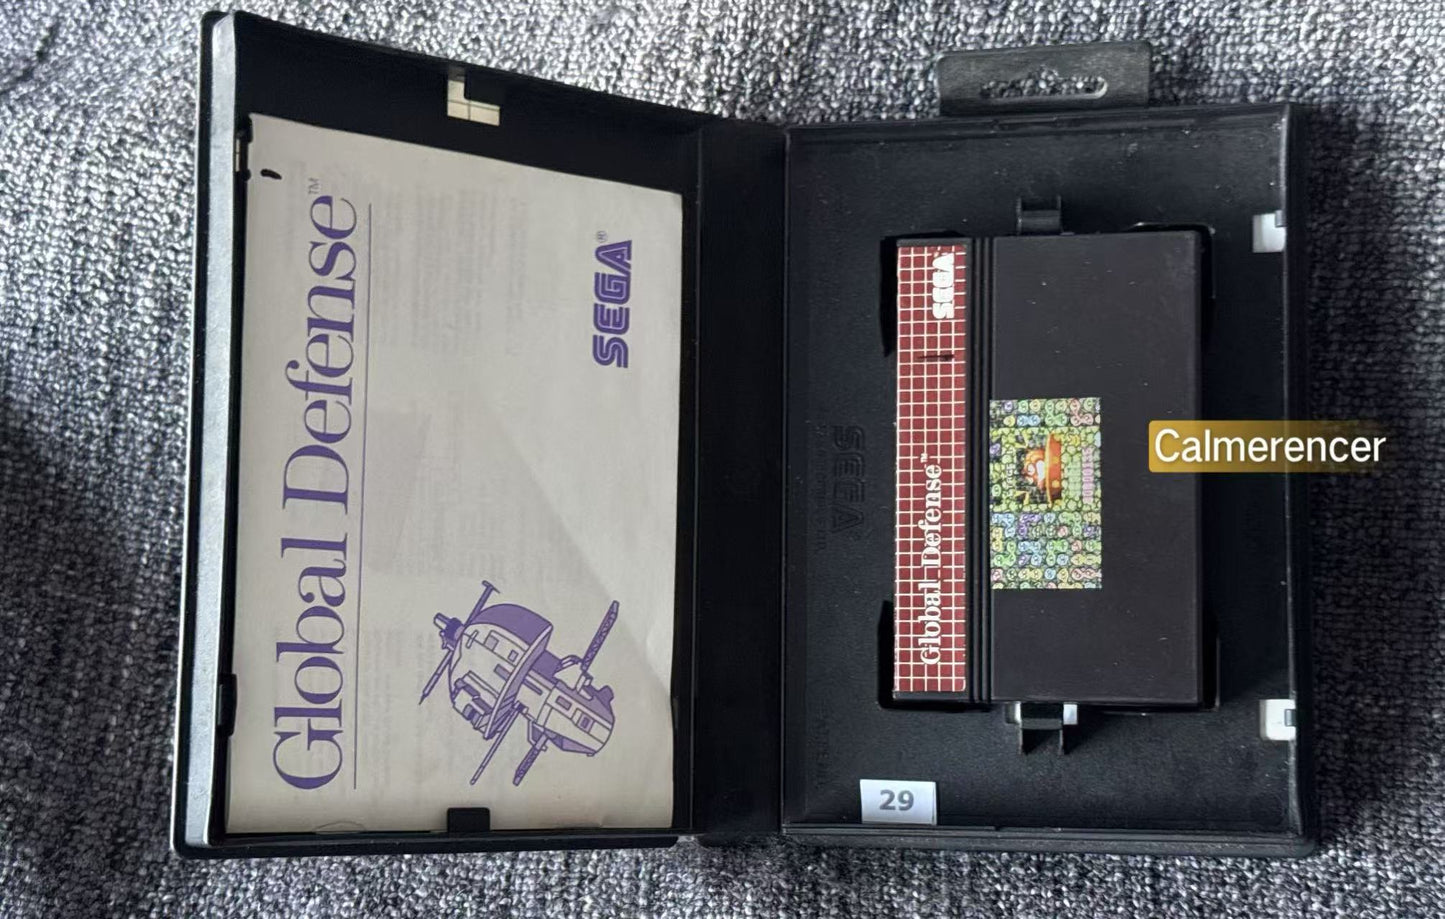 Global Defense™
SEGA®
SEGA
Global Defense™
SEGA
Calmerencer
29